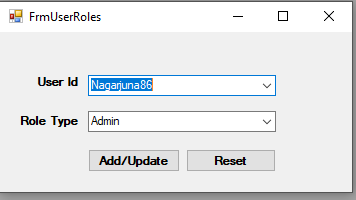 FrmUserRoles
User Id Nagarjuna86
Role Type Admin
Add/Update Reset